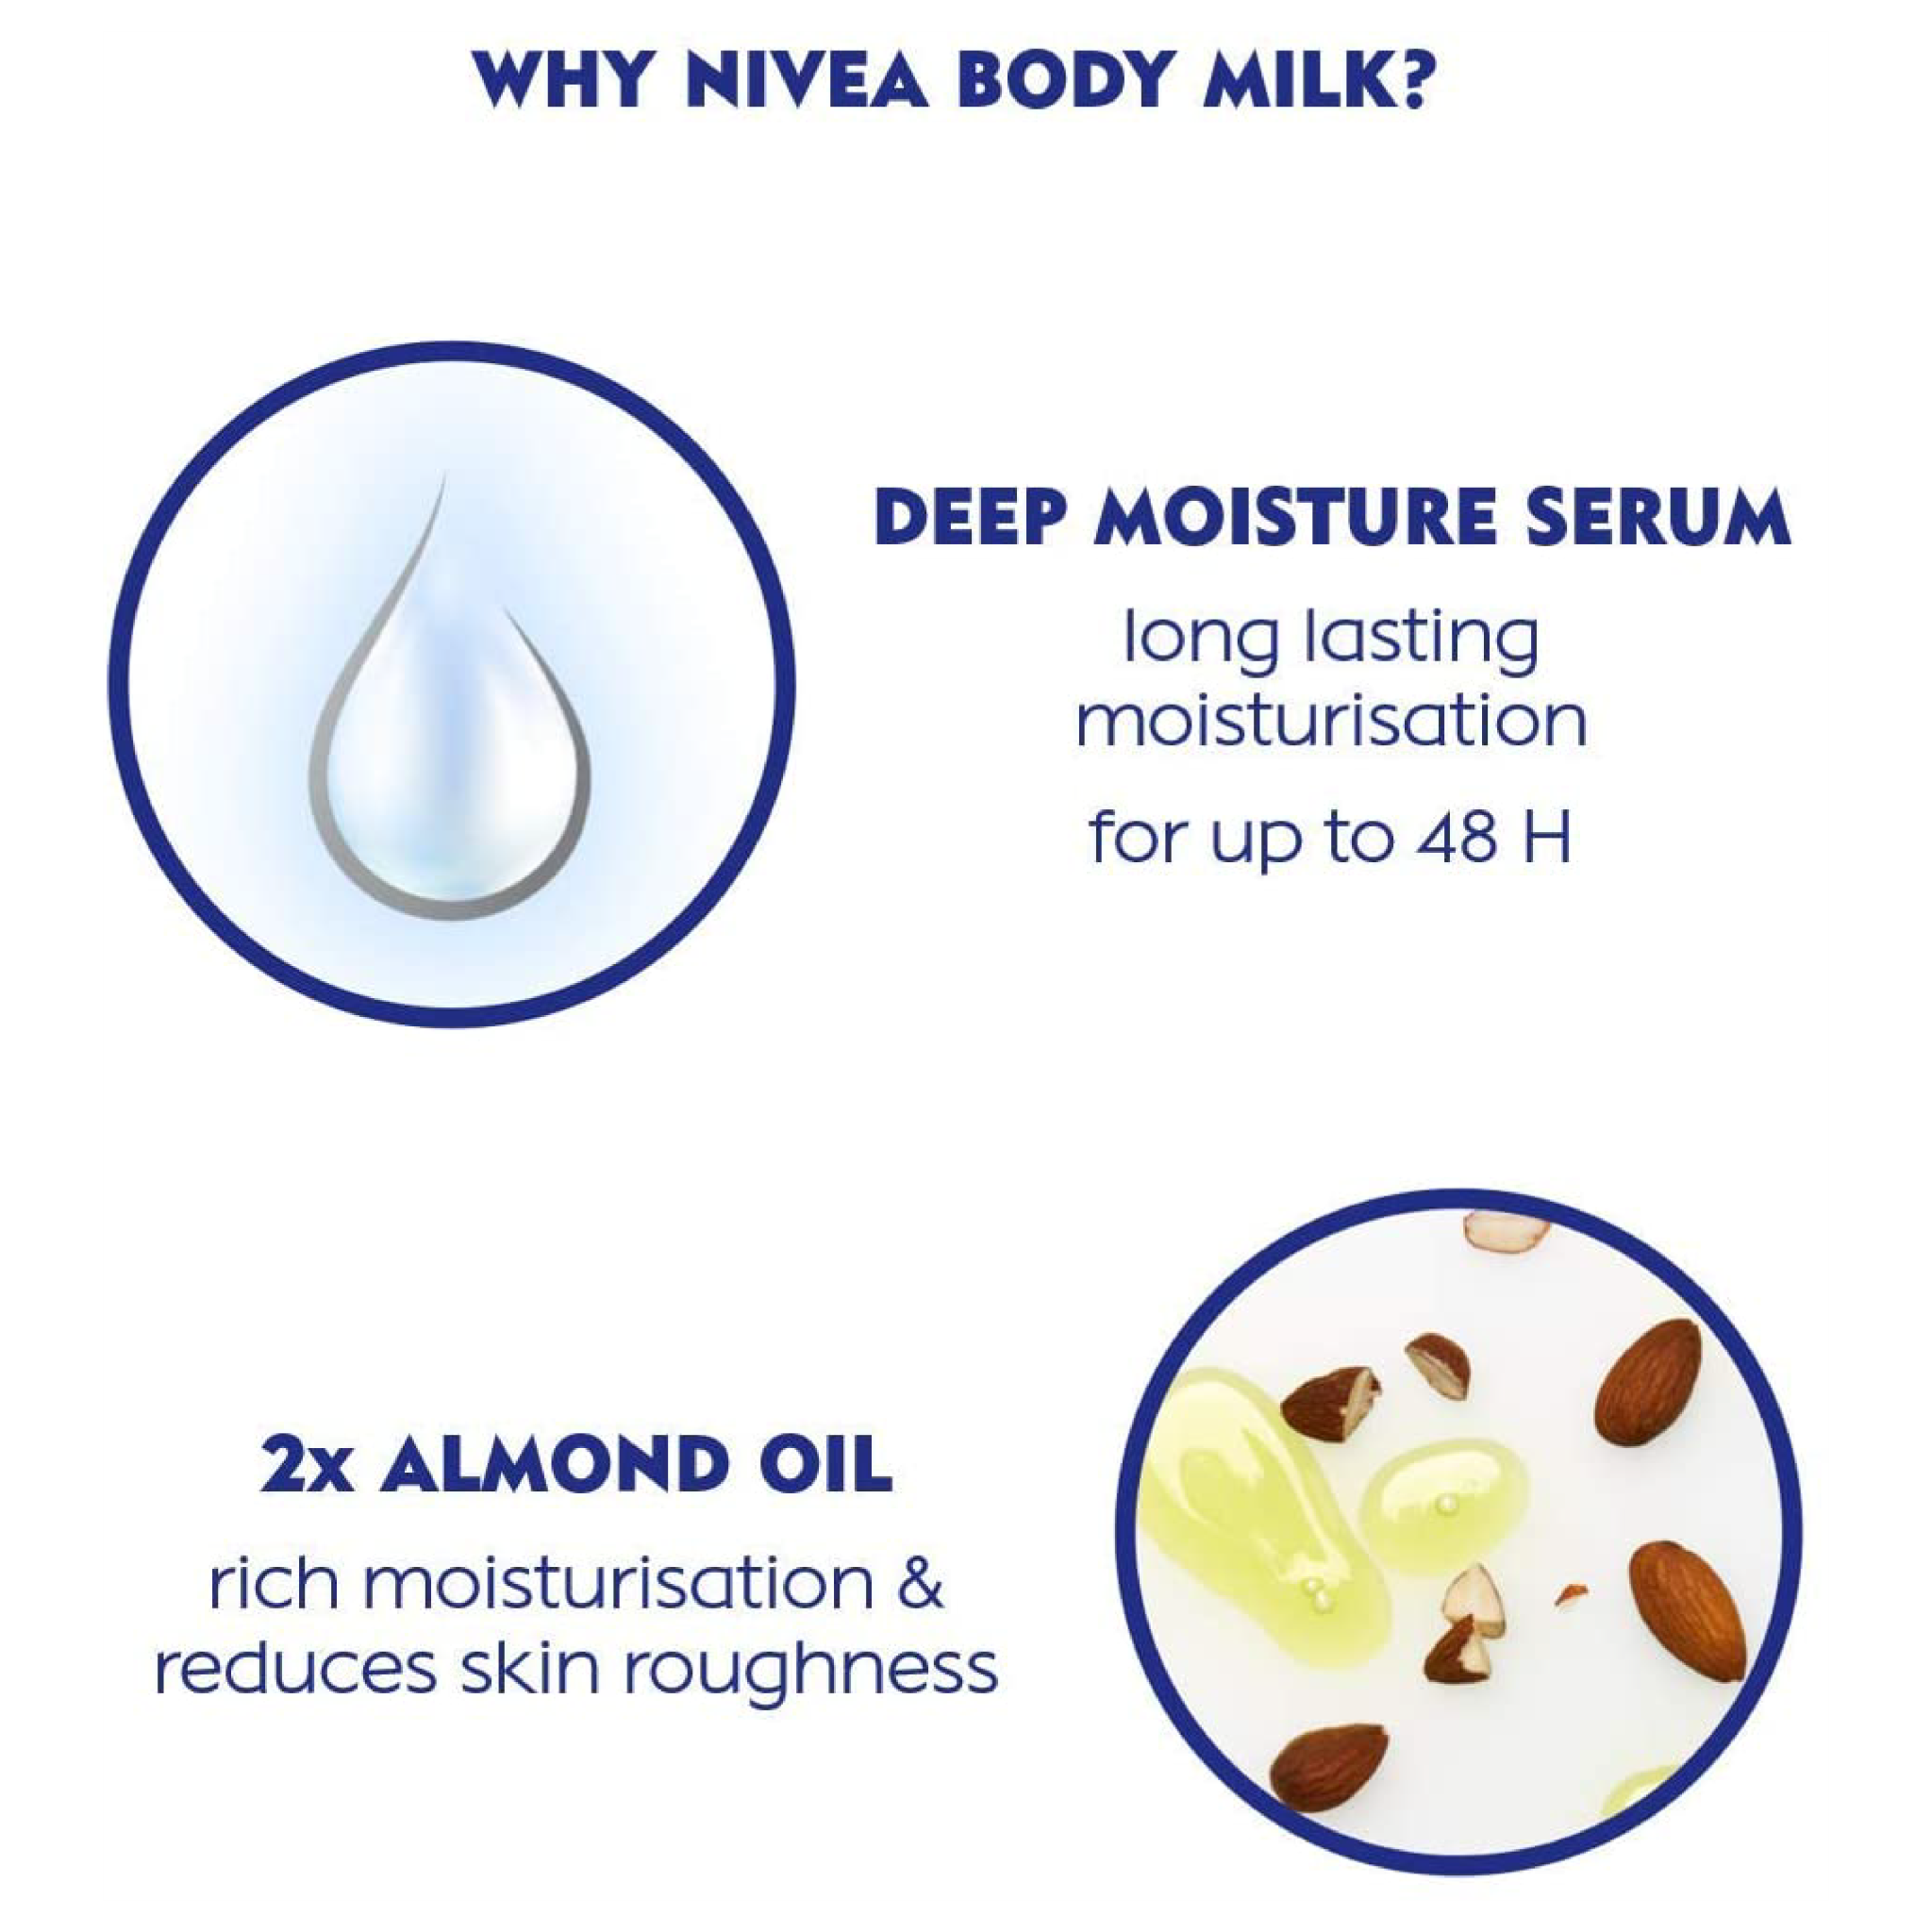 WHY NIVEA BODY MILK?
DEEP MOISTURE SERUM
long lasting
moisturisation
for up to 48 H
2x ALMOND OIL
rich moisturisation &
reduces skin roughness